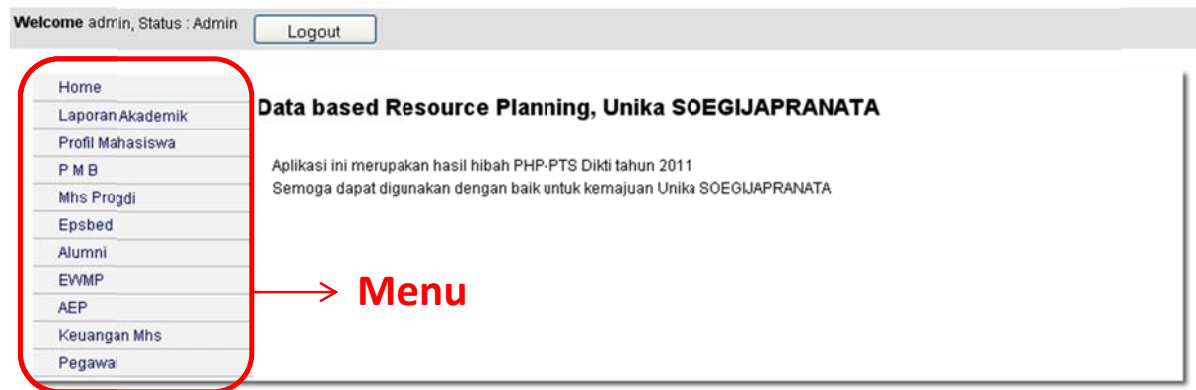 Welcome admin, Status : Admin
Logout
Home
Laporan Akademik
Profil Mahasiswa
P M B
Mhs Progdi
Epsbed
Alumni
EWMP
AEP
Keuangan Mhs
Pegawai
Data based Resource Planning, Unika SOEGIJAPRANATA
Aplikasi ini merupakan hasil hibah PHP-PTS Dikti tahun 2011
Semoga dapat digunakan dengan baik untuk kemajuan Unika SOEGIJAPRANATA
Menu